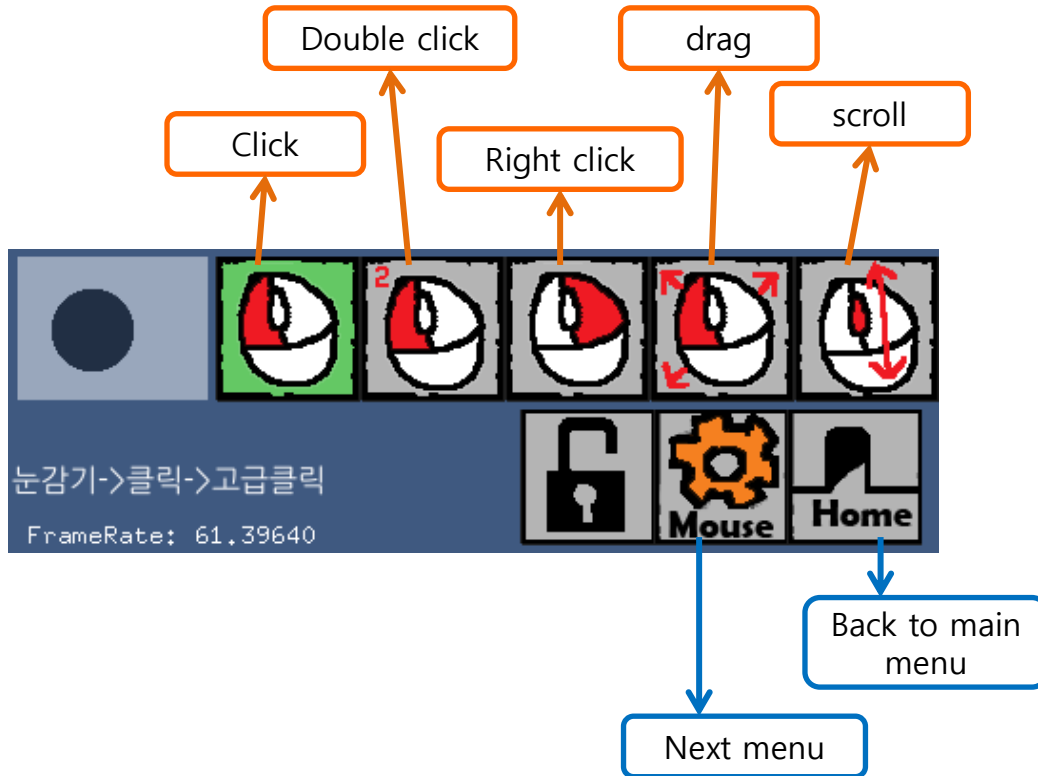 Double click
drag
scroll
Click
Right click
2
눈감기->클릭->고급클릭
FrameRate: 61.39640
Mouse
Home
Back to main
menu
Next menu